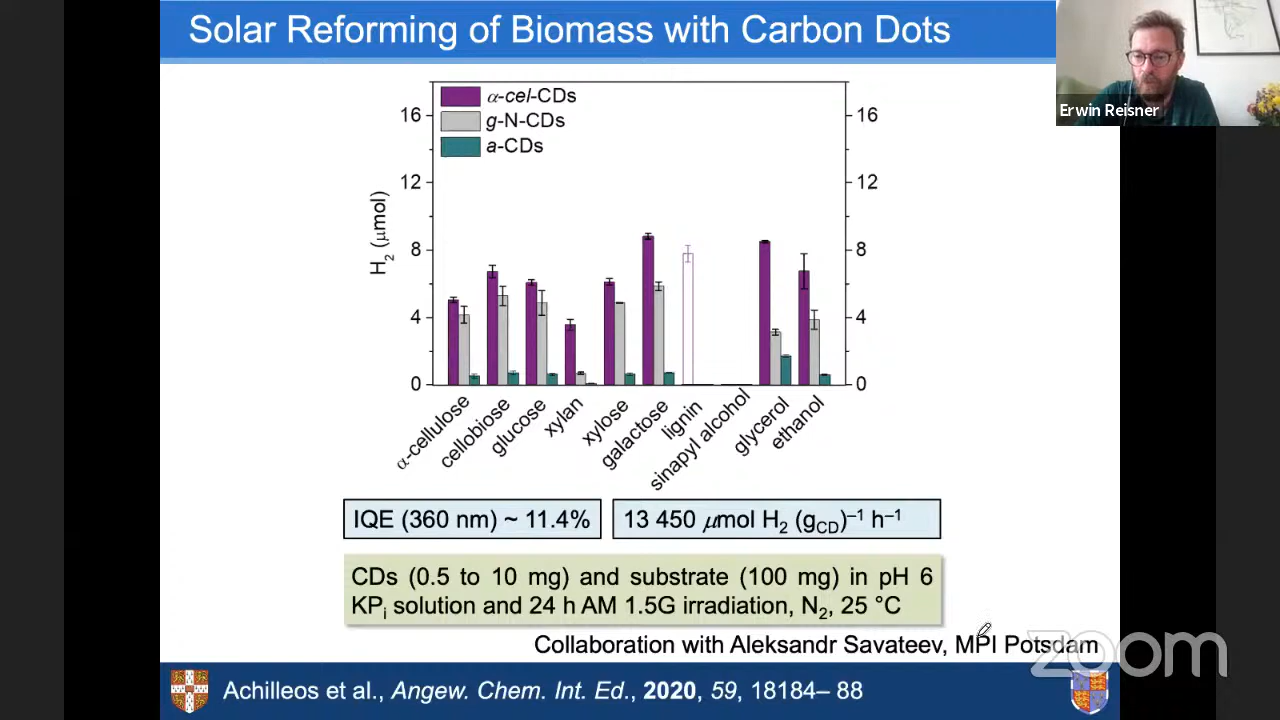 Solar Reforming of Biomass with Carbon Dots
Erwin Reisner
α-cel-CDs
g-N-CDs
a-CDs
16
12
8
4
0
H₂ (μmol)
16
12
8
4
0
α-cellulose
cellobiose
glucose
xylan
xylose
galactose
lignin
sinapyl alcohol
glycerol
ethanol
IQE (360 nm) ~ 11.4%
13 450 μmol H₂ (g_CD)⁻¹ h⁻¹
CDs (0.5 to 10 mg) and substrate (100 mg) in pH 6
KPᵢ solution and 24 h AM 1.5G irradiation, N₂, 25 °C
Collaboration with Aleksandr Savateev, MPI Potsdam
zoom
Achilleos et al., Angew. Chem. Int. Ed., 2020, 59, 18184– 88